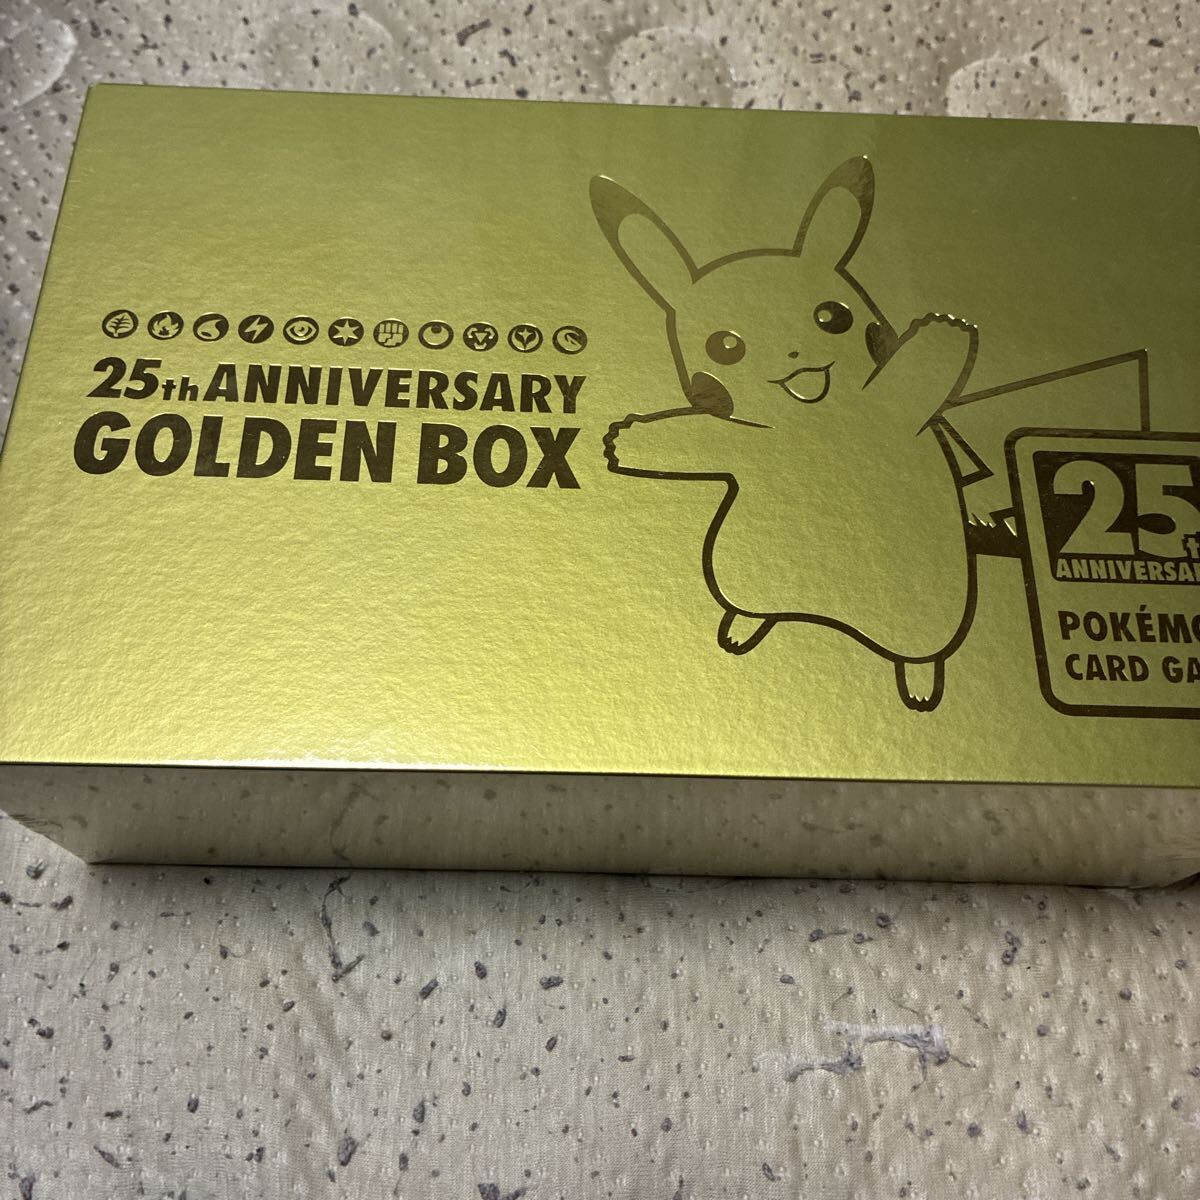 25th ANNIVERSARY
GOLDEN BOX
25
ANNIVERSA
POKÉMO
CARD GA